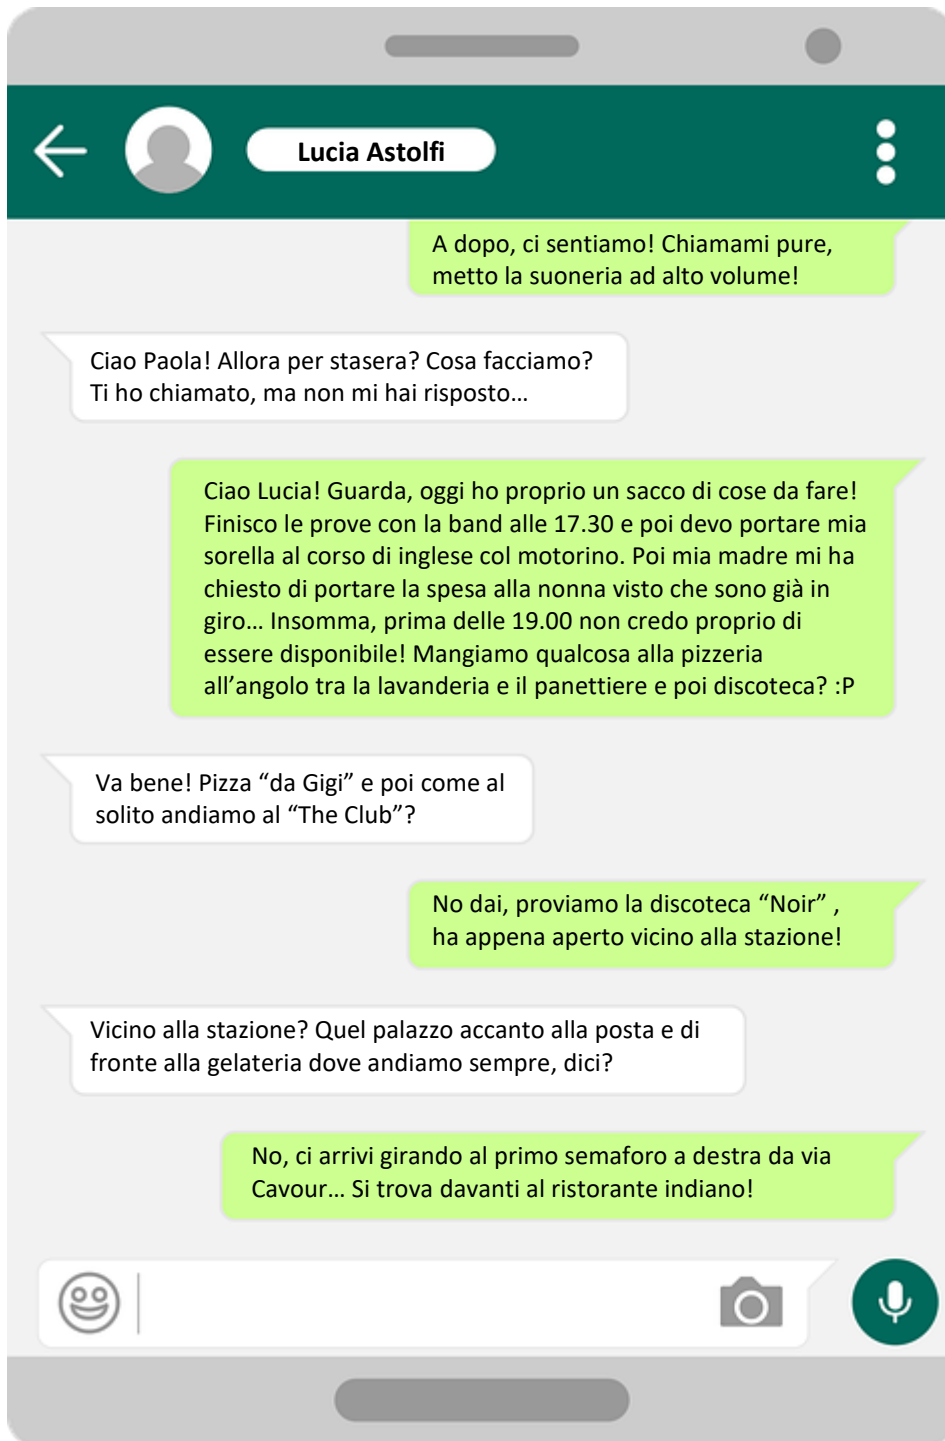 Lucia Astolfi
A dopo, ci sentiamo! Chiamami pure,
metto la suoneria ad alto volume!
Ciao Paola! Allora per stasera? Cosa facciamo?
Ti ho chiamato, ma non mi hai risposto…
Ciao Lucia! Guarda, oggi ho proprio un sacco di cose da fare!
Finisco le prove con la band alle 17.30 e poi devo portare mia
sorella al corso di inglese col motorino. Poi mia madre mi ha
chiesto di portare la spesa alla nonna visto che sono già in
giro… Insomma, prima delle 19.00 non credo proprio di
essere disponibile! Mangiamo qualcosa alla pizzeria
all’angolo tra la lavanderia e il panettiere e poi discoteca? :P
Va bene! Pizza “da Gigi” e poi come al
solito andiamo al “The Club”?
No dai, proviamo la discoteca “Noir” ,
ha appena aperto vicino alla stazione!
Vicino alla stazione? Quel palazzo accanto alla posta e di
fronte alla gelateria dove andiamo sempre, dici?
No, ci arrivi girando al primo semaforo a destra da via
Cavour… Si trova davanti al ristorante indiano!